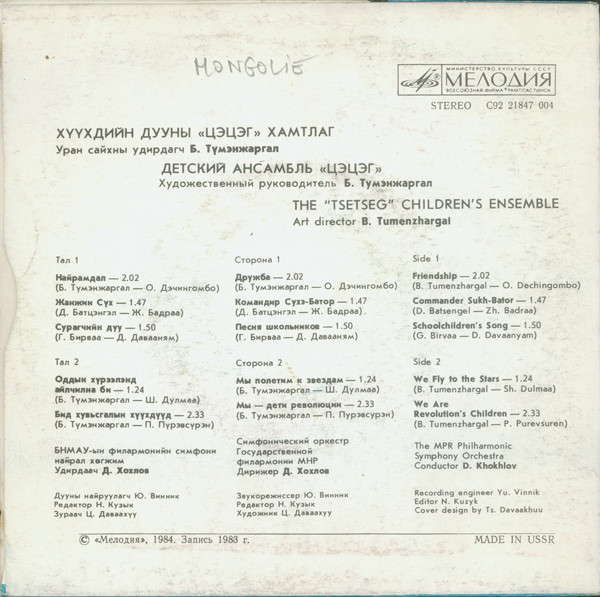 MONGOLIE
МИНИСТЕРСТВО КУЛЬТУРЫ СССР
МЕЛОДИЯ
ВСЕСОЮЗНАЯ ФИРМА ГРАМПЛАСТИНОК
STEREO С92 21847 004
ХҮҮХДИЙН ДУУНЫ «ЦЭЦЭГ» ХАМТЛАГ
Уран сайхны удирдагч Б. Түмэнжаргал
ДЕТСКИЙ АНСАМБЛЬ «ЦЭЦЭГ»
Художественный руководитель Б. Тумэнжаргал
THE "TSETSEG" CHILDREN'S ENSEMBLE
Art director B. Tumenzhargal
Тал 1
Найрамдал — 2.02
(Б. Түмэнжаргал — О. Дэчингомбо)
Жанжин Сүх — 1.47
(Д. Батцэнгэл — Ж. Бадраа)
Сурагчийн дуу — 1.50
(Г. Бирваа — Д. Давааням)
Тал 2
Оддын хүрээлэнд
айлчилна би — 1.24
(Б. Түмэнжаргал — Ш. Дулмаа)
Бид хувьсгалын хүүхдүүд — 2.33
(Б. Түмэнжаргал — П. Пүрэвсүрэн)
БНМАУ-ын филармонийн симфони
найрал хөгжим
Удирдаач Д. Хохлов
Дууны найруулагч Ю. Винник
Редактор Н. Кузык
Зураач Ц. Даваахүү
Сторона 1
Дружба — 2.02
(Б. Тумэнжаргал — О. Дэчингомбо)
Командир Сухэ-Батор — 1.47
(Д. Батцэнгэл — Ж. Бадраа).
Песня школьников — 1.50
(Г. Бирваа — Д. Давааням)
Сторона 2
Мы полетим к звездам — 1.24
(Б. Тумэнжаргал — Ш. Дулмаа)
Мы — дети революции — 2.33
(Б. Тумэнжаргал — П. Пурэвсурэн)
Симфонический оркестр
Государственной
филармонии МНР
Дирижер Д. Хохлов
Звукорежиссер Ю. Винник
Редактор Н. Кузык
Художник Ц. Даваахуу
Side 1
Friendship — 2.02
(B. Tumenzhargal — O. Dechingombo)
Commander Sukh-Bator — 1.47
(D. Batsengel — Zh. Badraa)
Schoolchildren's Song — 1.50
(G. Birvaa — D. Davaanyam)
Side 2
We Fly to the Stars — 1.24
(B. Tumenzhargal — Sh. Dulmaa)
We Are
Revolution's Children — 2.33
(B. Tumenzhargal — P. Purevsuren)
The MPR Philharmonic
Symphony Orchestra
Conductor D. Khokhlov
Recording engineer Yu. Vinnik
Editor N. Kuzyk
Cover design by Ts. Davaakhuu
© «Мелодия», 1984. Запись 1983 г.
MADE IN USSR